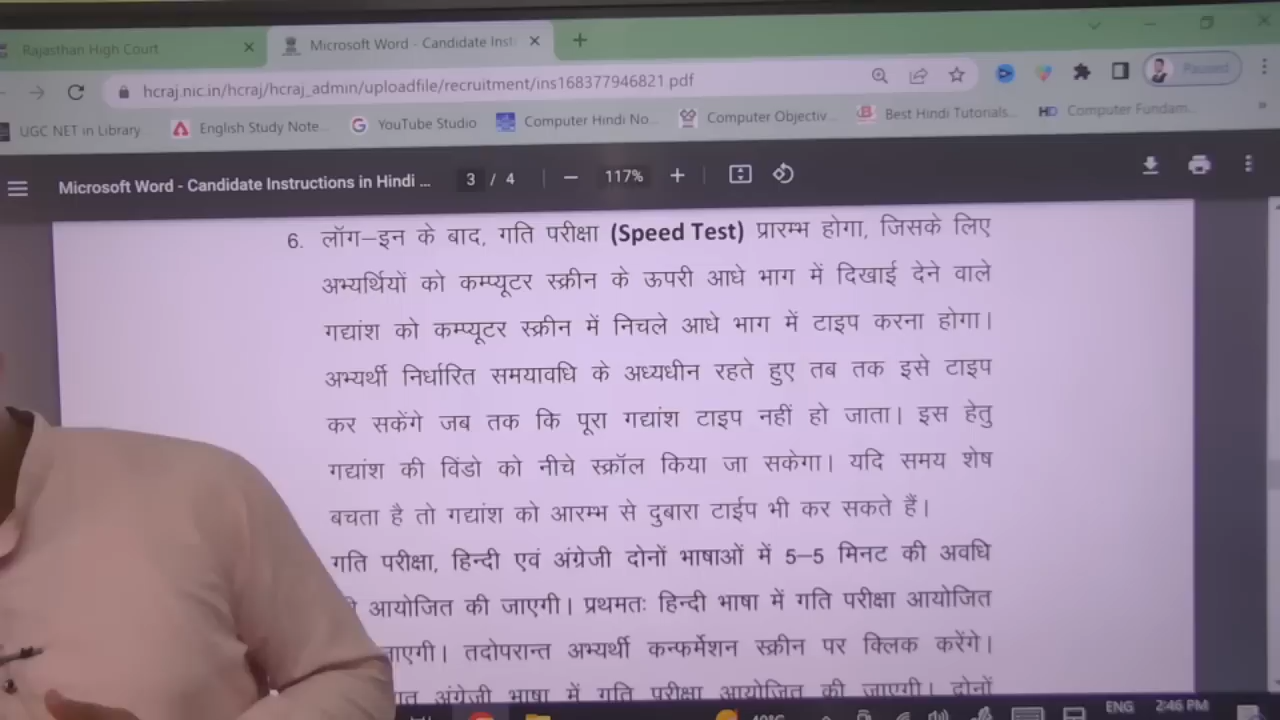 Rajasthan High Court
Microsoft Word - Candidate Inst
hcraj.nic.in/hcraj/hcraj_admin/uploadfile/recruitment/ins168377946821.pdf
Paused
UGC NET in Library
English Study Note...
YouTube Studio
Computer Hindi No...
Computer Objectiv...
Best Hindi Tutorials...
HD Computer Fundam...
Microsoft Word - Candidate Instructions in Hindi ...
3 / 4
117%
6. लॉग–इन के बाद, गति परीक्षा (Speed Test) प्रारम्भ होगा, जिसके लिए
अभ्यर्थियों को कम्प्यूटर स्क्रीन के ऊपरी आधे भाग में दिखाई देने वाले
गद्यांश को कम्प्यूटर स्क्रीन में निचले आधे भाग में टाइप करना होगा।
अभ्यर्थी निर्धारित समयावधि के अध्यधीन रहते हुए तब तक इसे टाइप
कर सकेंगे जब तक कि पूरा गद्यांश टाइप नहीं हो जाता। इस हेतु
गद्यांश की विंडो को नीचे स्क्रॉल किया जा सकेगा। यदि समय शेष
बचता है तो गद्यांश को आरम्भ से दुबारा टाईप भी कर सकते हैं।
गति परीक्षा, हिन्दी एवं अंग्रेजी दोनों भाषाओं में 5–5 मिनट की अवधि
आयोजित की जाएगी। प्रथमतः हिन्दी भाषा में गति परीक्षा आयोजित
जाएगी। तदोपरान्त अभ्यर्थी कन्फर्मेशन स्क्रीन पर क्लिक करेंगे।
अंग्रेजी भाषा में गति परीक्षा आयोजित की जाएगी। दोनों
ENG
2:46 PM